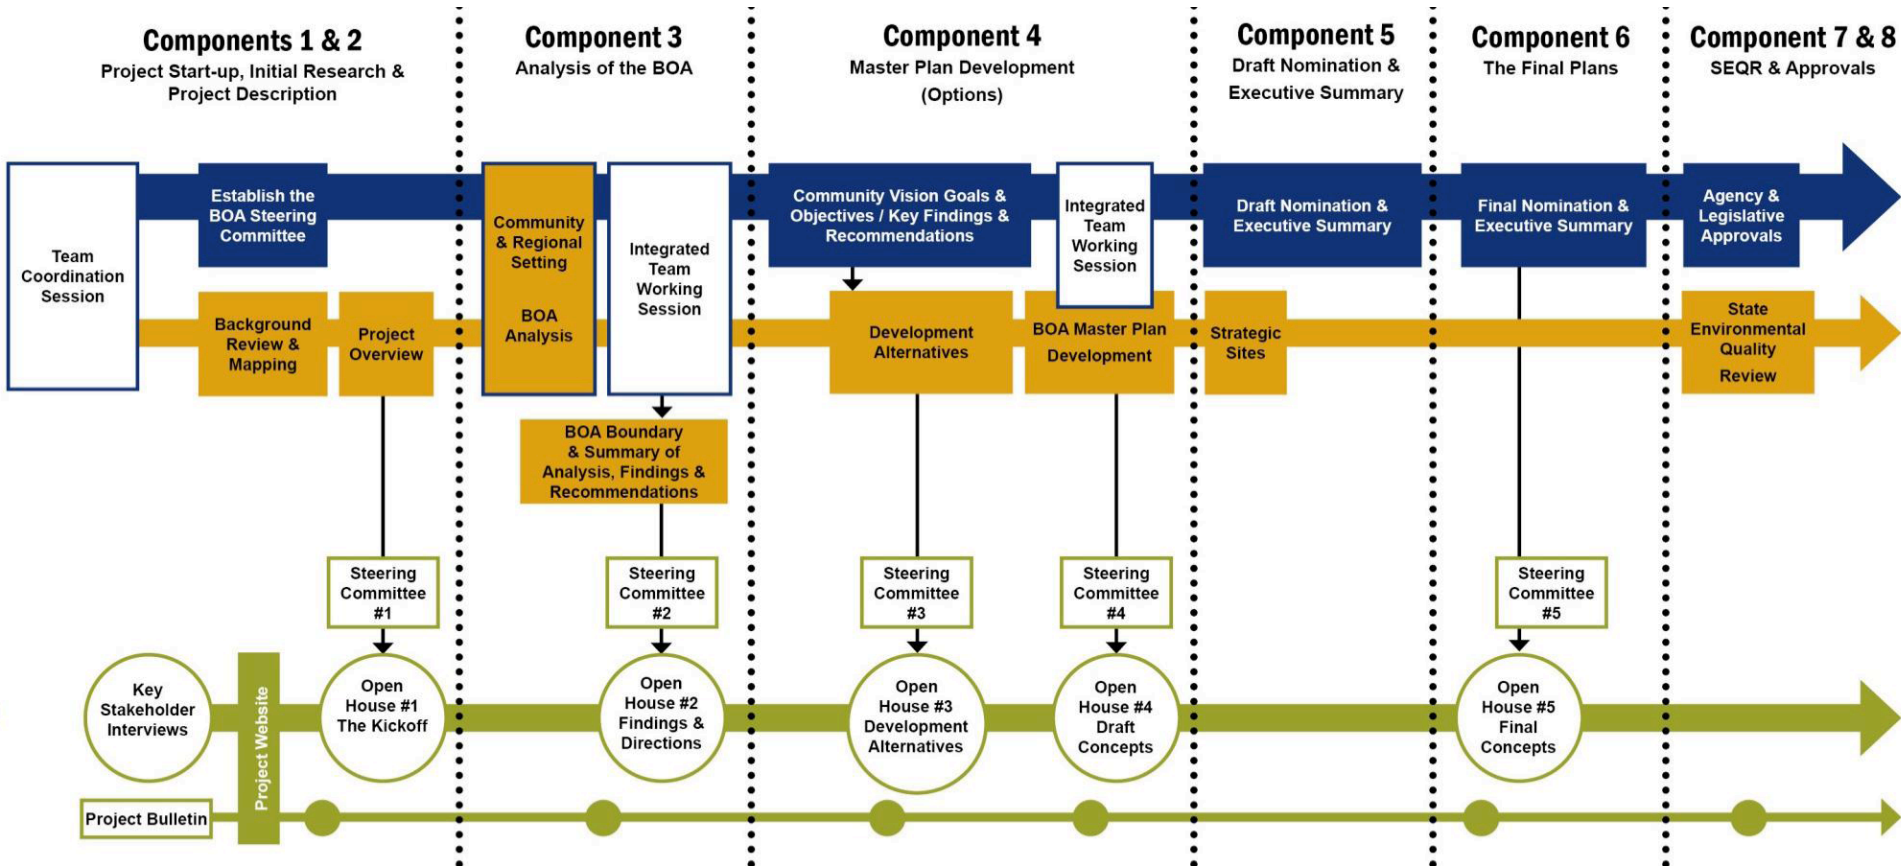 Components 1 & 2
Project Start-up, Initial Research &
Project Description
Component 3
Analysis of the BOA
Component 4
Master Plan Development
(Options)
Component 5
Draft Nomination &
Executive Summary
Component 6
The Final Plans
Component 7 & 8
SEQR & Approvals
Team
Coordination
Session
Establish the
BOA Steering
Committee
Background
Review &
Mapping
Project
Overview
Community
& Regional
Setting
BOA
Analysis
Integrated
Team
Working
Session
BOA Boundary
& Summary of
Analysis, Findings &
Recommendations
Community Vision Goals &
Objectives / Key Findings &
Recommendations
Integrated
Team
Working
Session
Development
Alternatives
BOA Master Plan
Development
Draft Nomination &
Executive Summary
Strategic
Sites
Final Nomination &
Executive Summary
Agency &
Legislative
Approvals
State
Environmental
Quality
Review
Steering
Committee
#1
Steering
Committee
#2
Steering
Committee
#3
Steering
Committee
#4
Steering
Committee
#5
Key
Stakeholder
Interviews
Project Website
Open
House #1
The Kickoff
Open
House #2
Findings &
Directions
Open
House #3
Development
Alternatives
Open
House #4
Draft
Concepts
Open
House #5
Final
Concepts
Project Bulletin